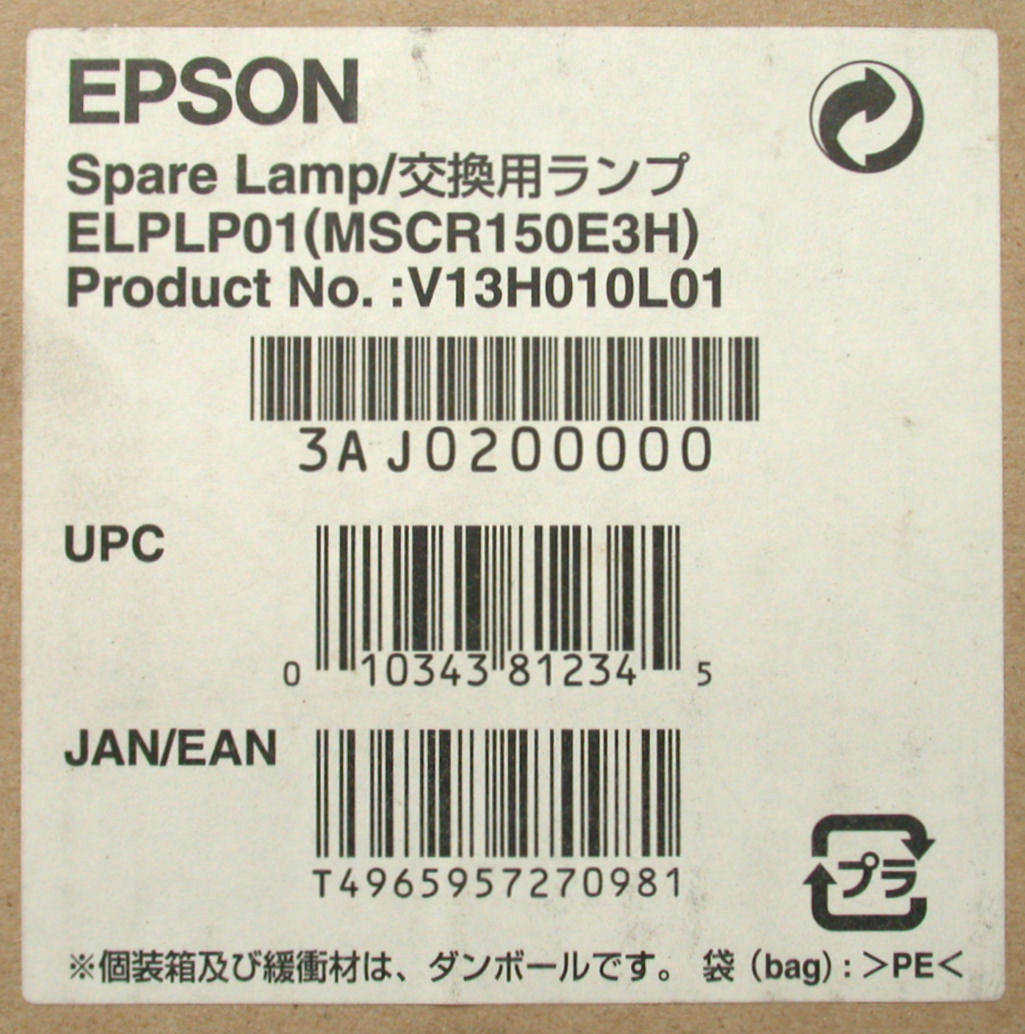 EPSON
Spare Lamp/交換用ランプ
ELPLP01(MSCR150E3H)
Product No. :V13H010L01
3AJ0200000
UPC
0 10343 81234 5
JAN/EAN
T4965957270981
プラ
※個装箱及び緩衝材は、ダンボールです。 袋 (bag) : >PE<